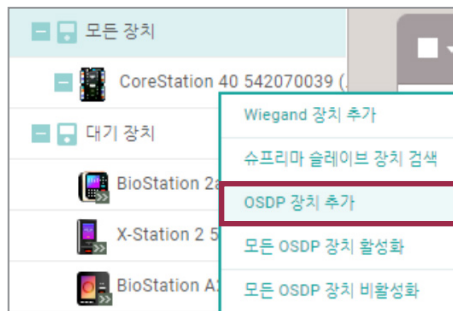 모든 장치
CoreStation 40 542070039 (
Wiegand 장치 추가
대기 장치
슈프리마 슬레이브 장치 검색
BioStation 2a
OSDP 장치 추가
X-Station 2 5
모든 OSDP 장치 활성화
BioStation A2
모든 OSDP 장치 비활성화